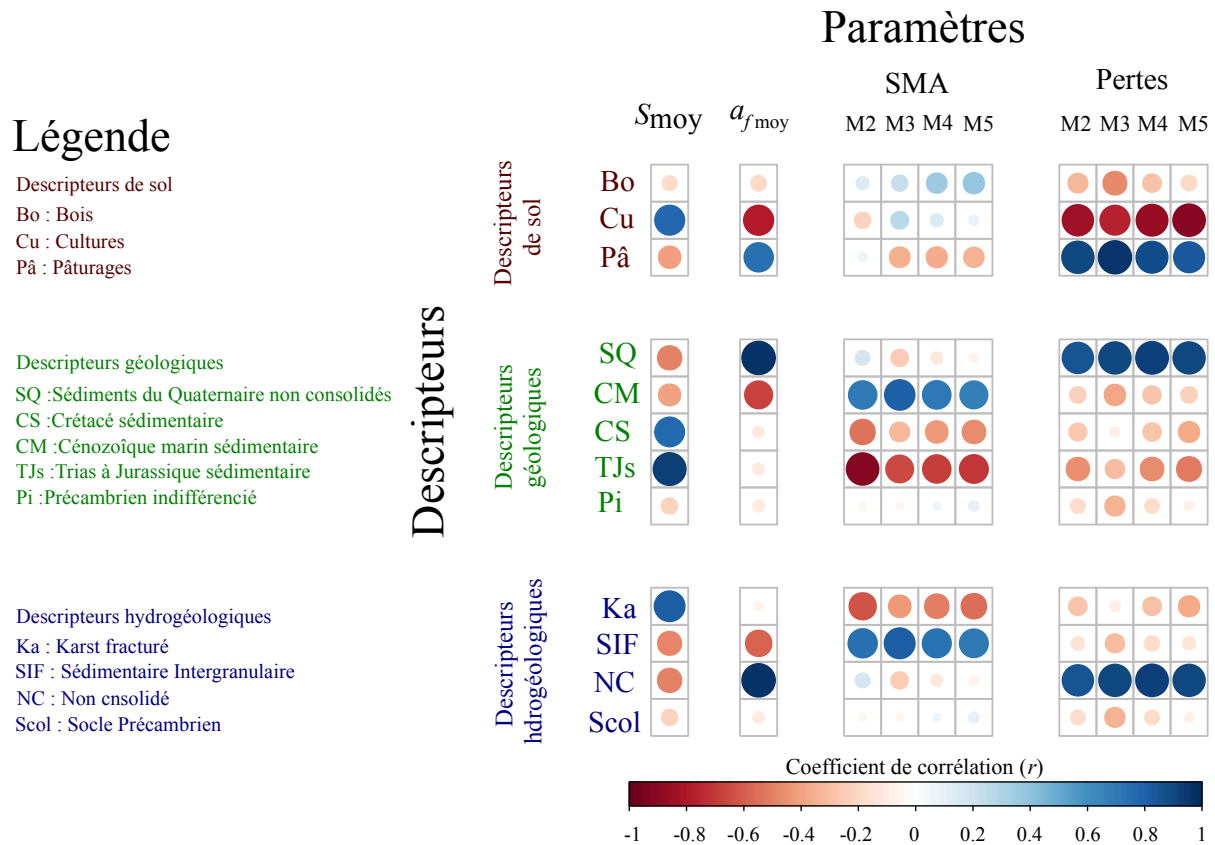 Paramètres
SMA
Pertes
Smoy
af moy
M2 M3 M4 M5
M2 M3 M4 M5
Légende
Descripteurs de sol
Bo : Bois
Cu : Cultures
Pâ : Pâturages
Descripteurs géologiques
SQ :Sédiments du Quaternaire non consolidés
CS : Crétacé sédimentaire
CM : Cénozoîque marin sédimentaire
TJs : Trias à Jurassique sédimentaire
Pi :Précambrien indifférencié
Descripteurs hydrogéologiques
Ka : Karst fracturé
SIF : Sédimentaire Intergranulaire
NC : Non cnsolidé
Scol : Socle Précambrien
Descripteurs
Descripteurs
de sol
Bo
Cu
Pâ
Descripteurs
géologiques
SQ
CM
CS
TJs
Pi
Descripteurs
hdrogéologiques
Ka
SIF
NC
Scol
Coefficient de corrélation (r)
-1 -0.8 -0.6 -0.4 -0.2 0 0.2 0.4 0.6 0.8 1